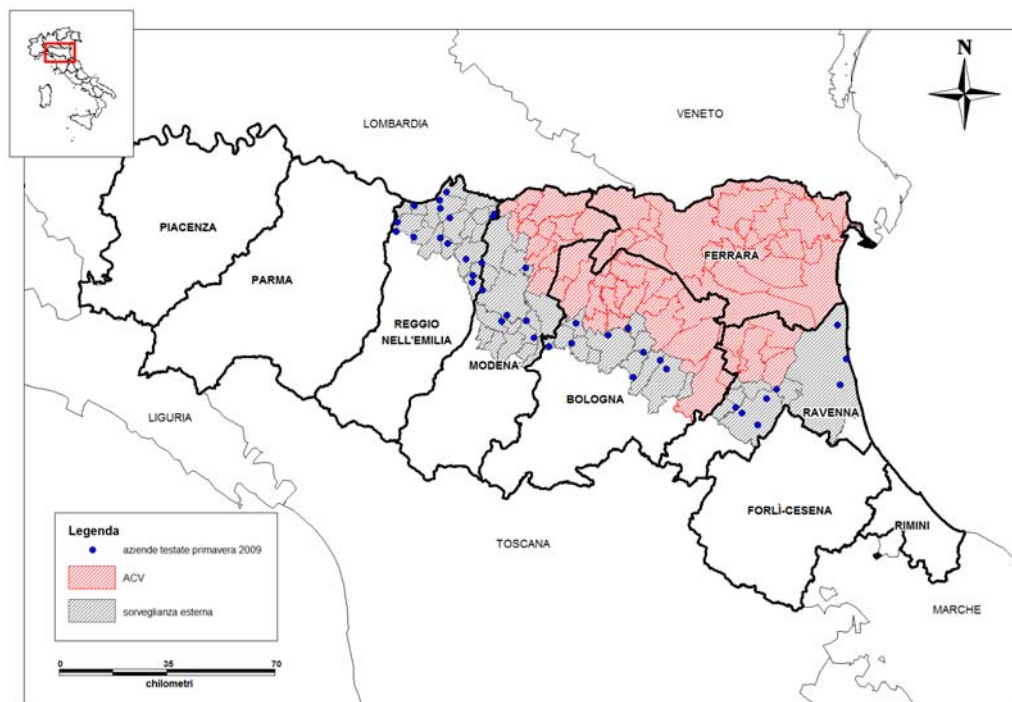 N
LOMBARDIA
VENETO
PIACENZA
PARMA
FERRARA
REGGIO
NELL'EMILIA
MODENA
BOLOGNA
RAVENNA
LIGURIA
FORLÌ-CESENA
RIMINI
TOSCANA
MARCHE
Legenda
aziende testate primavera 2009
ACV
sorveglianza esterna
0 35 70
chilometri